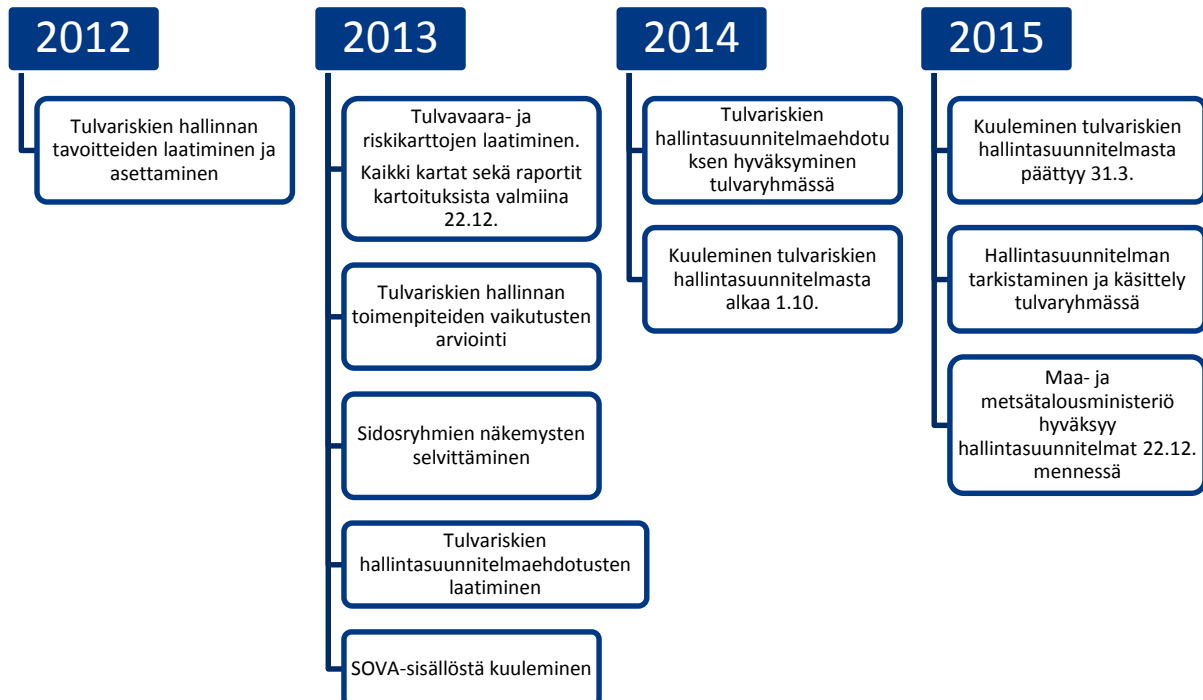 2012
Tulvariskien hallinnan
tavoitteiden laatiminen ja
asettaminen
2013
Tulvavaara- ja
riskikarttojen laatiminen.
Kaikki kartat sekä raportit
kartoituksista valmiina
22.12.
Tulvariskien hallinnan
toimenpiteiden vaikutusten
arviointi
Sidosryhmien näkemysten
selvittäminen
Tulvariskien
hallintasuunnitelmaehdotusten
laatiminen
SOVA-sisällöstä kuuleminen
2014
Tulvariskien
hallintasuunnitelmaehdotu
ksen hyväksyminen
tulvaryhmässä
Kuuleminen tulvariskien
hallintasuunnitelmasta
alkaa 1.10.
2015
Kuuleminen tulvariskien
hallintasuunnitelmasta
päättyy 31.3.
Hallintasuunnitelman
tarkistaminen ja käsittely
tulvaryhmässä
Maa- ja
metsätalousministeriö
hyväksyy
hallintasuunnitelmat 22.12.
mennessä